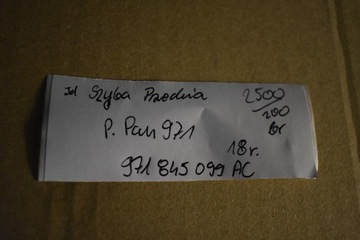 Szyba Przednia 2500
200
P. Pan 971 br
18r.
971 845 099 AC